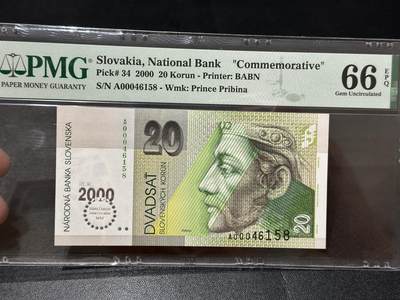 PMG
PAPER MONEY GUARANTY
Slovakia, National Bank "Commemorative"
Pick# 34 2000 20 Korun - Printer: BABN
S/N A00046158 - Wmk: Prince Pribina
66
EPQ
Gem Uncirculated
NÁRODNÁ BANKA SLOVENSKA
A00046158
20
2000
DVADSAŤ
SLOVENSKÝCH KORÚN
20
A00046158